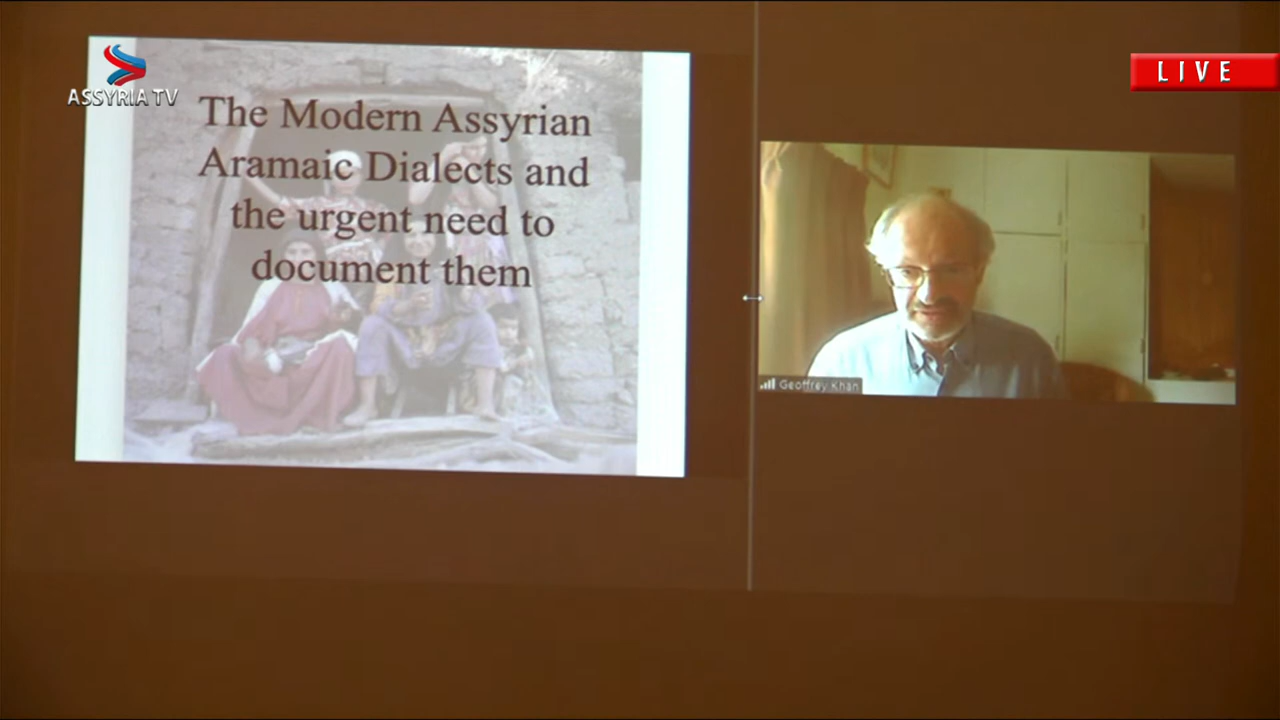 ASSYRIA TV
The Modern Assyrian
Aramaic Dialects and
the urgent need to
document them
LIVE
Geoffrey Khan